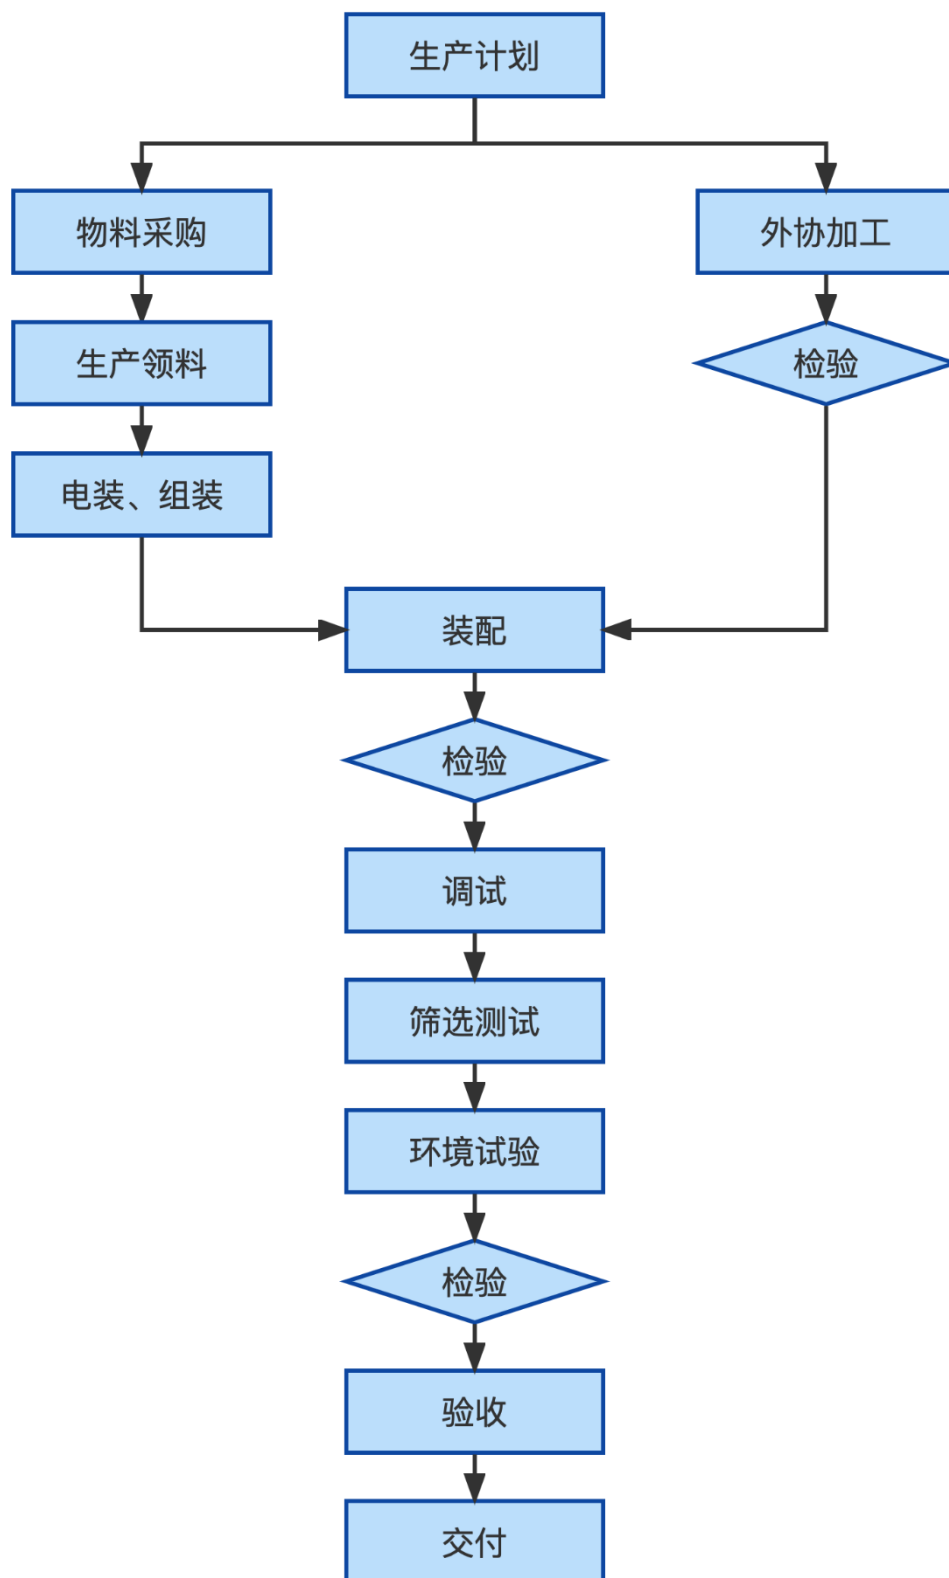 生产计划
物料采购
外协加工
生产领料
检验
电装、组装
装配
检验
调试
筛选测试
环境试验
检验
验收
交付